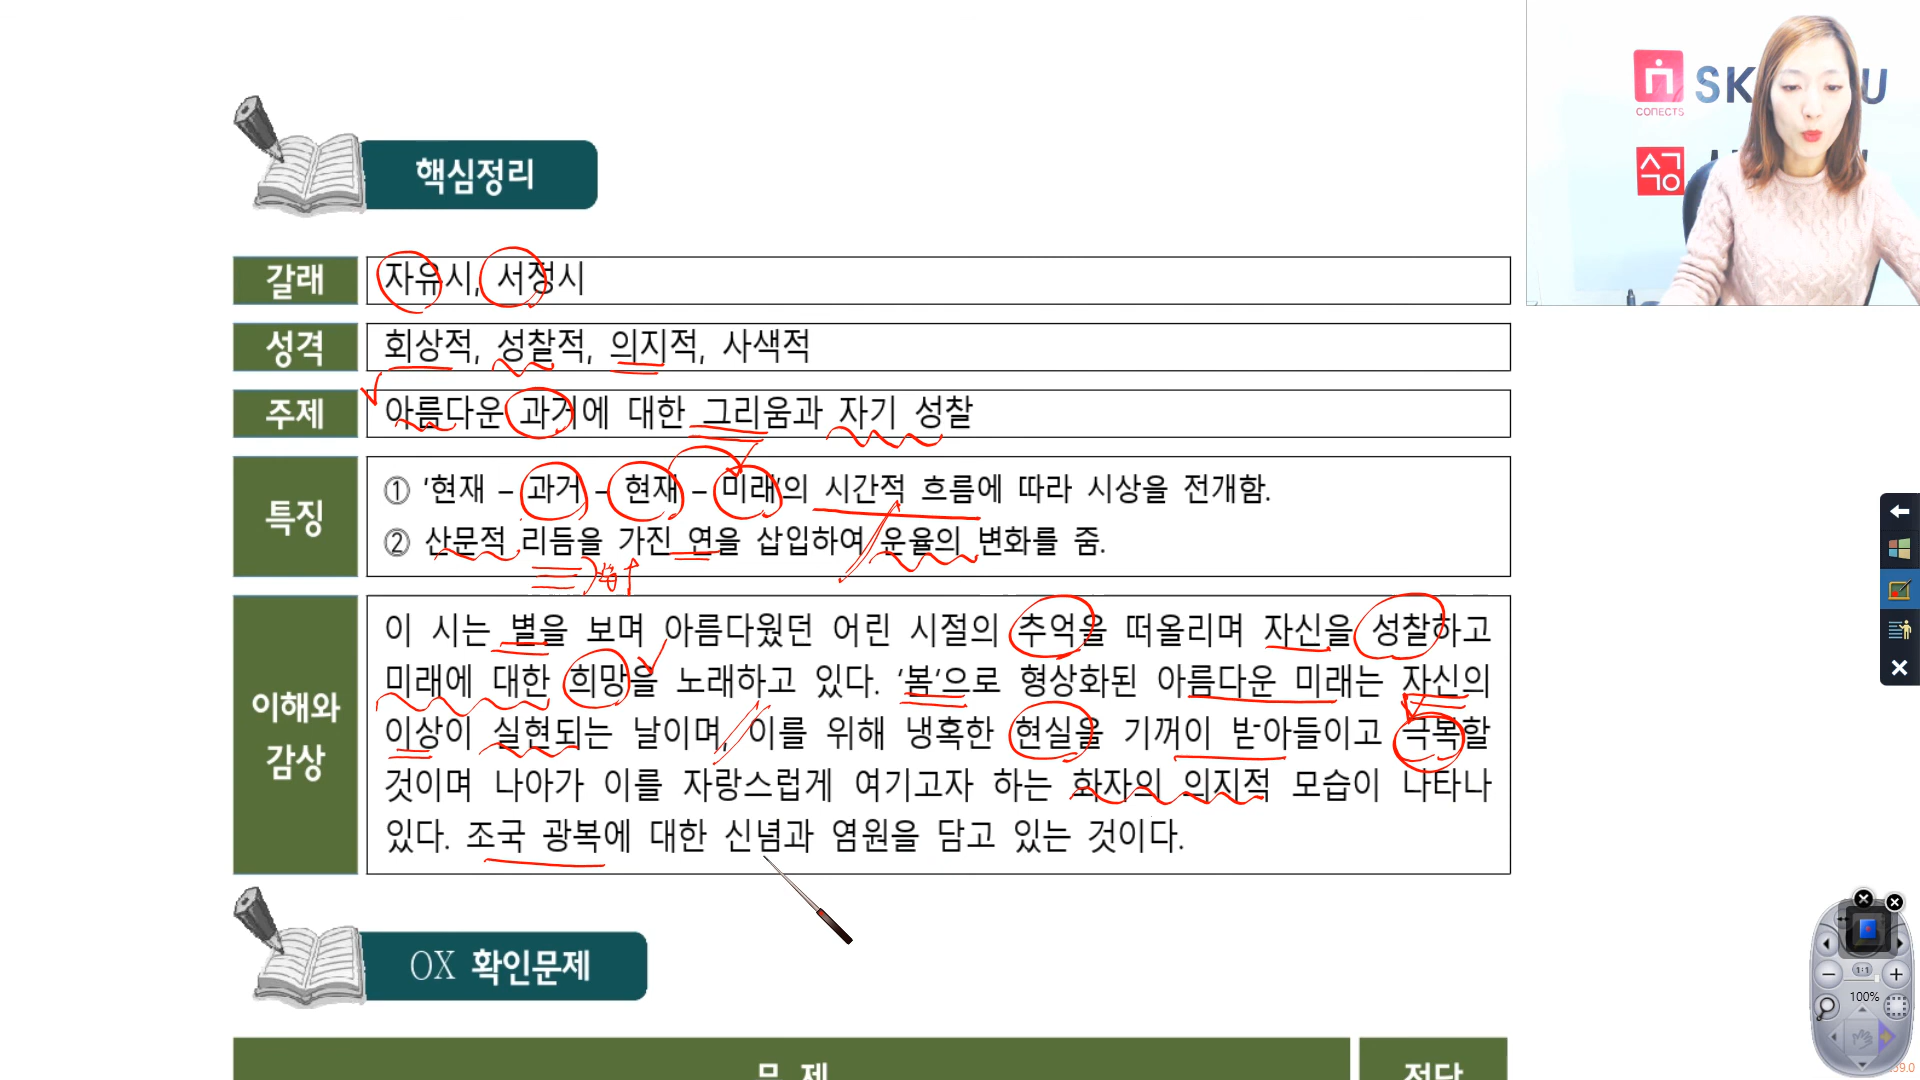 핵심정리
CONECTS
SK
U
갈래
자유시, 서정시
성격
회상적, 성찰적, 의지적, 사색적
주제
아름다운 과거에 대한 그리움과 자기 성찰
특징
① '현재 – 과거 – 현재 – 미래'의 시간적 흐름에 따라 시상을 전개함.
② 산문적 리듬을 가진 연을 삽입하여 운율의 변화를 줌.
이해와
감상
이 시는 별을 보며 아름다웠던 어린 시절의 추억을 떠올리며 자신을 성찰하고
미래에 대한 희망을 노래하고 있다. '봄'으로 형상화된 아름다운 미래는 자신의
이상이 실현되는 날이며, 이를 위해 냉혹한 현실을 기꺼이 받아들이고 극복할
것이며 나아가 이를 자랑스럽게 여기고자 하는 화자의 의지적 모습이 나타나
있다. 조국 광복에 대한 신념과 염원을 담고 있는 것이다.
OX 확인문제
문 제
정답
1:1
100%